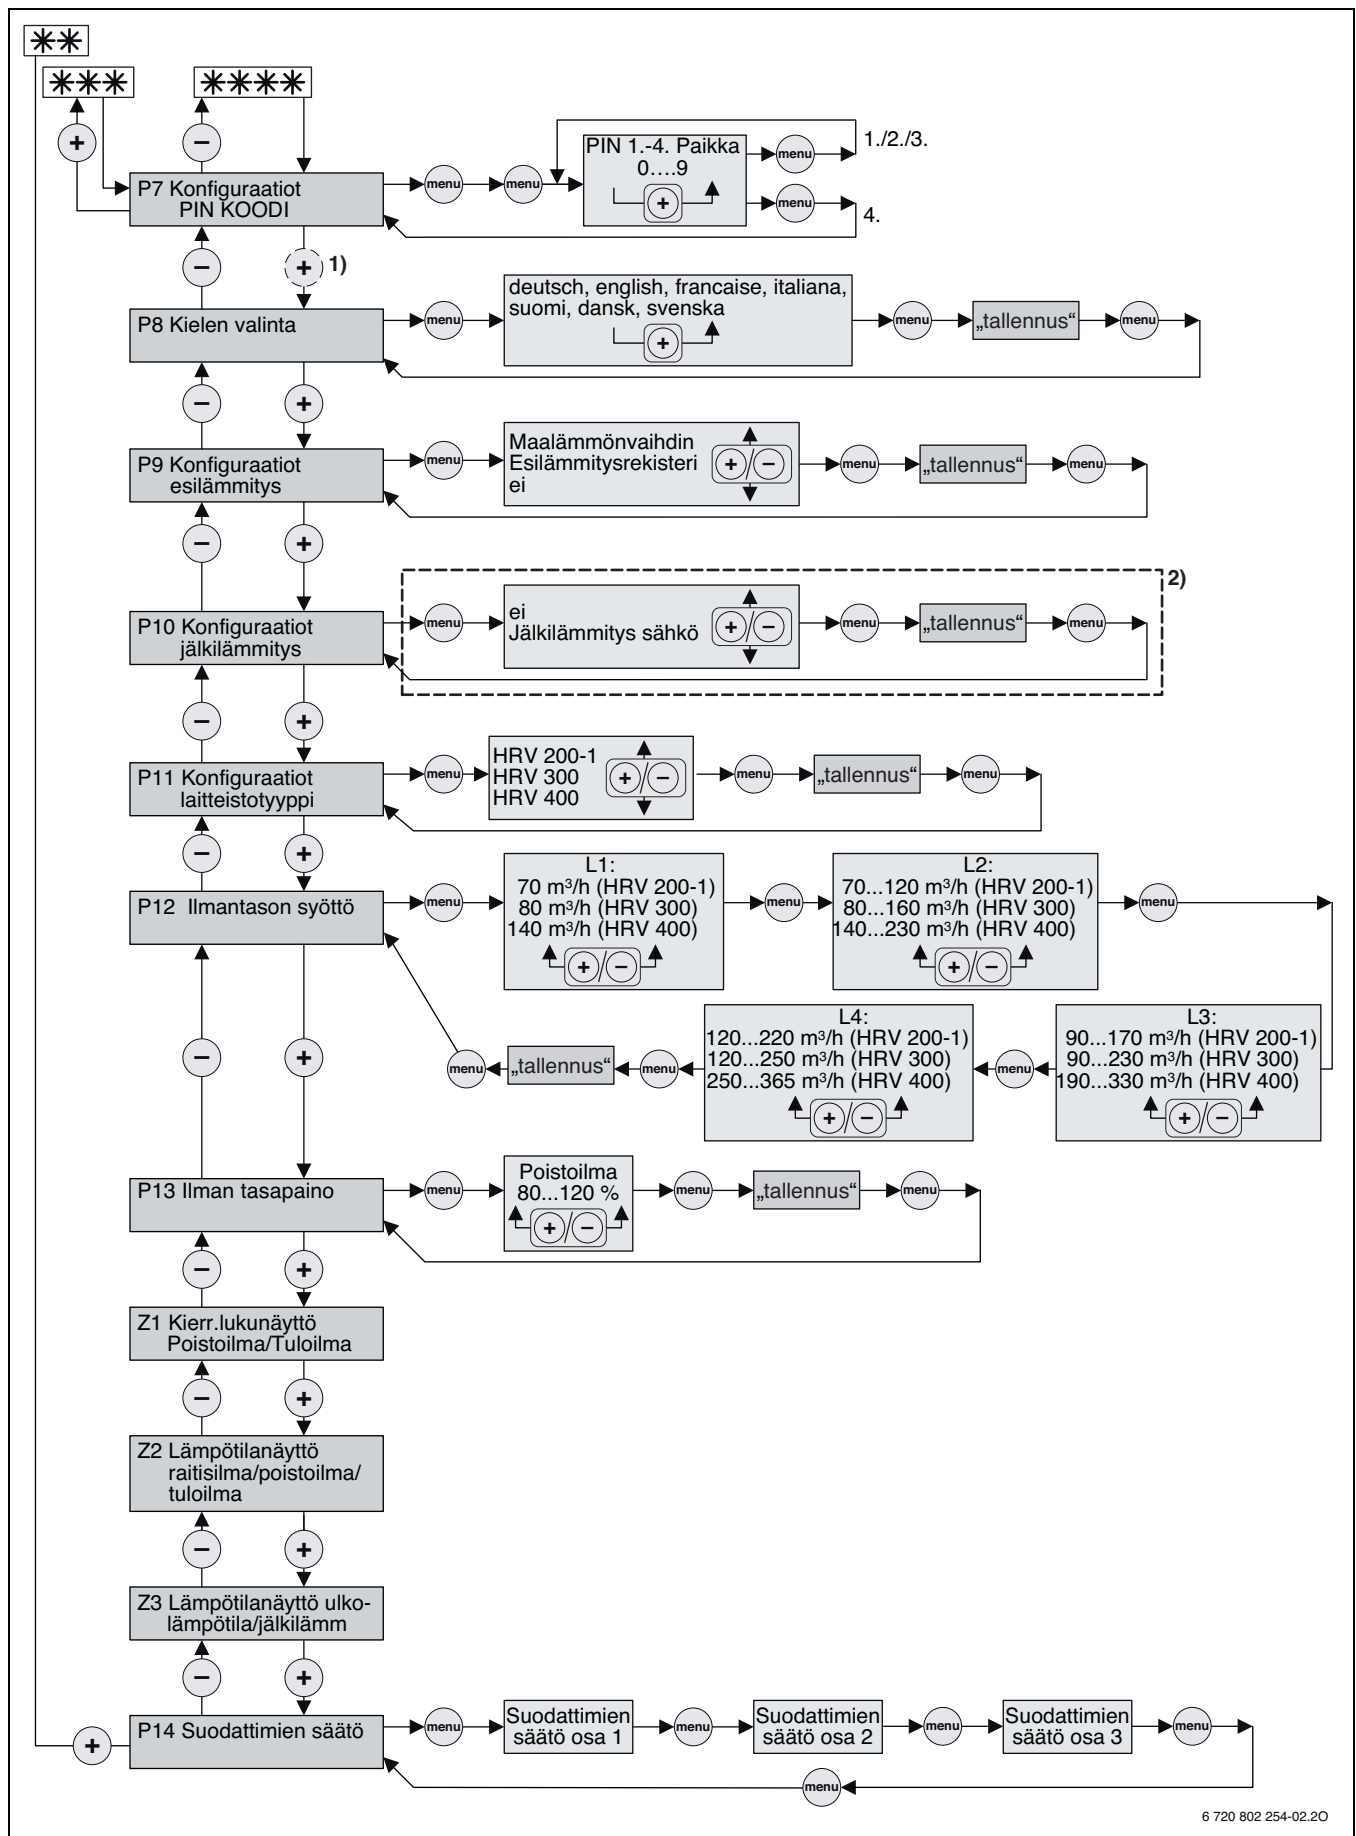 ✳✳
✳✳✳
✳✳✳✳
+
−
P7 Konfiguraatiot
PIN KOODI
menu
menu
PIN 1.-4. Paikka
0....9
+
menu
1./2./3.
menu
4.
−
+
1)
P8 Kielen valinta
menu
deutsch, english, francaise, italiana,
suomi, dansk, svenska
+
menu
„tallennus“
menu
−
+
P9 Konfiguraatiot
esilämmitys
menu
Maalämmönvaihdin
Esilämmitysrekisteri
ei
+/−
menu
„tallennus“
menu
−
+
2)
P10 Konfiguraatiot
jälkilämmitys
menu
ei
Jälkilämmitys sähkö
+/−
menu
„tallennus“
menu
−
+
P11 Konfiguraatiot
laitteistotyyppi
menu
HRV 200-1
HRV 300
HRV 400
+/−
menu
„tallennus“
menu
−
+
P12 Ilmantason syöttö
menu
L1:
70 m³/h (HRV 200-1)
80 m³/h (HRV 300)
140 m³/h (HRV 400)
+/−
menu
L2:
70...120 m³/h (HRV 200-1)
80...160 m³/h (HRV 300)
140...230 m³/h (HRV 400)
+/−
menu
L3:
90...170 m³/h (HRV 200-1)
90...230 m³/h (HRV 300)
190...330 m³/h (HRV 400)
+/−
menu
L4:
120...220 m³/h (HRV 200-1)
120...250 m³/h (HRV 300)
250...365 m³/h (HRV 400)
+/−
menu
„tallennus“
menu
−
+
P13 Ilman tasapaino
menu
Poistoilma
80...120 %
+/−
menu
„tallennus“
menu
−
+
Z1 Kierr.lukunäyttö
Poistoilma/Tuloilma
−
+
Z2 Lämpötilanäyttö
raitisilma/poistoilma/
tuloilma
−
+
Z3 Lämpötilanäyttö ulko-
lämpötila/jälkilämm
−
+
+
P14 Suodattimien säätö
menu
Suodattimien
säätö osa 1
menu
Suodattimien
säätö osa 2
menu
Suodattimien
säätö osa 3
menu
menu
6 720 802 254-02.2O